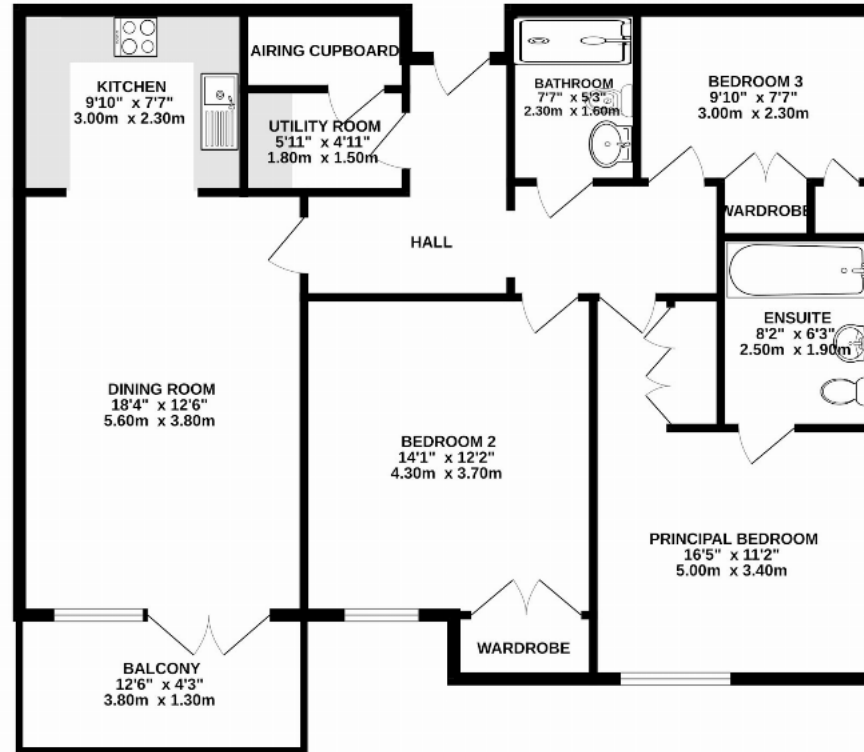 AIRING CUPBOARD
KITCHEN
9'10" x 7'7"
3.00m x 2.30m
UTILITY ROOM
5'11" x 4'11"
1.80m x 1.50m
BATHROOM
7'7" x 5'3"
2.30m x 1.60m
BEDROOM 3
9'10" x 7'7"
3.00m x 2.30m
WARDROBE
HALL
ENSUITE
8'2" x 6'3"
2.50m x 1.90m
DINING ROOM
18'4" x 12'6"
5.60m x 3.80m
BEDROOM 2
14'1" x 12'2"
4.30m x 3.70m
PRINCIPAL BEDROOM
16'5" x 11'2"
5.00m x 3.40m
WARDROBE
BALCONY
12'6" x 4'3"
3.80m x 1.30m